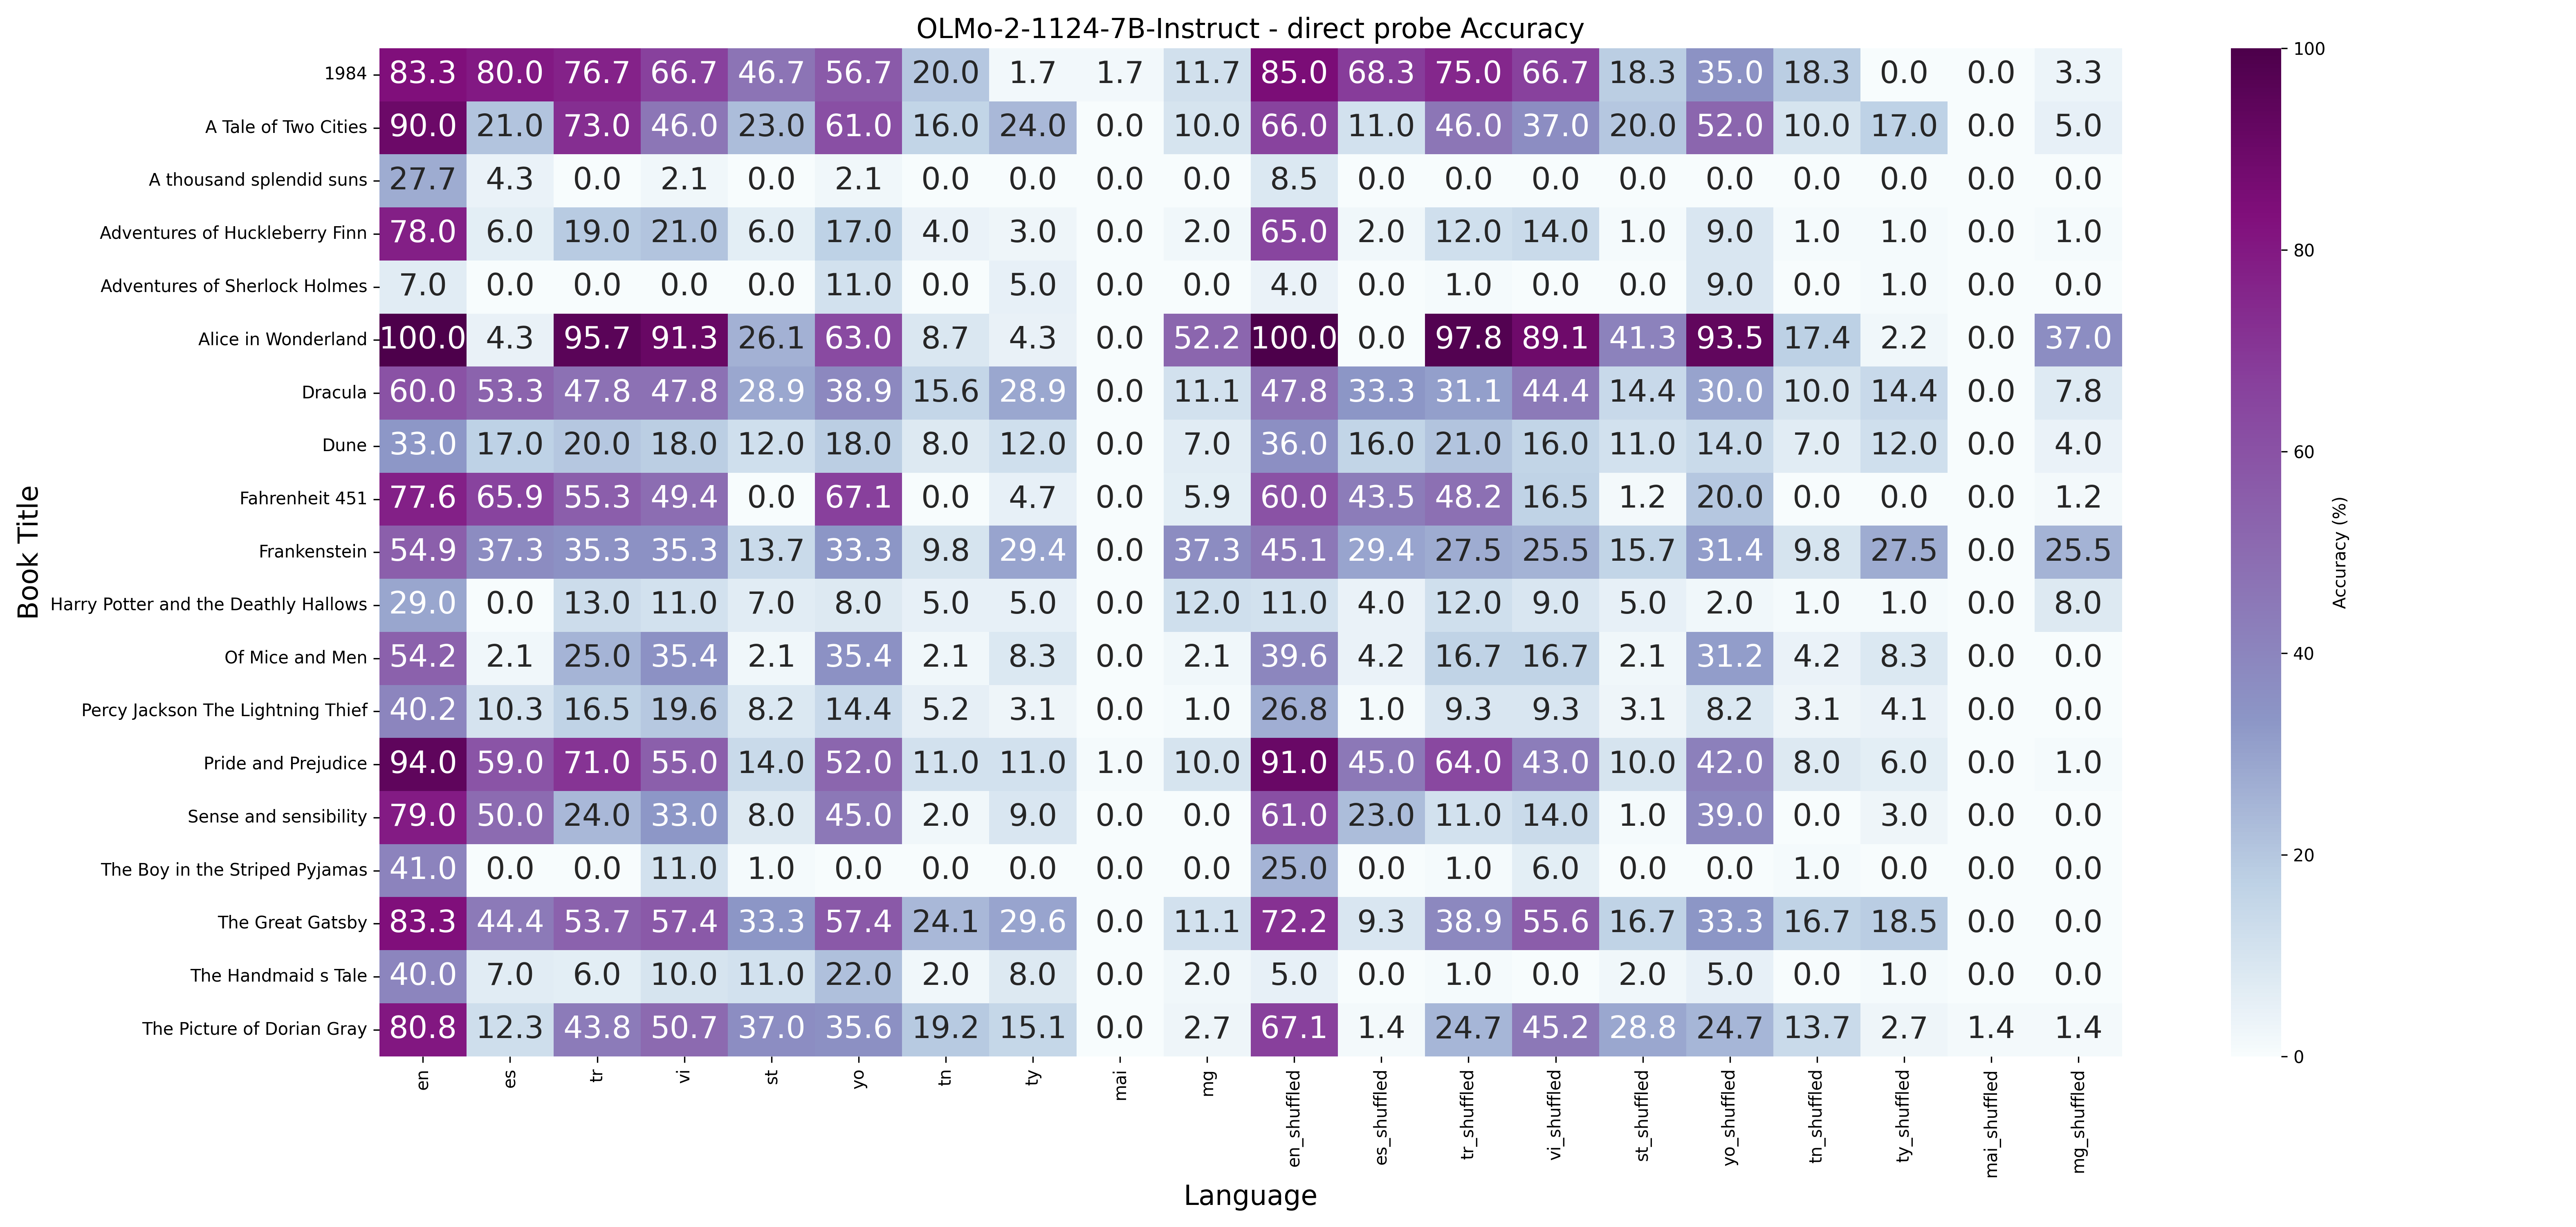 OLMo-2-1124-7B-Instruct - direct probe Accuracy
1984 83.3 80.0 76.7 66.7 46.7 56.7 20.0 1.7 1.7 11.7 85.0 68.3 75.0 66.7 18.3 35.0 18.3 0.0 0.0 3.3
A Tale of Two Cities 90.0 21.0 73.0 46.0 23.0 61.0 16.0 24.0 0.0 10.0 66.0 11.0 46.0 37.0 20.0 52.0 10.0 17.0 0.0 5.0
A thousand splendid suns 27.7 4.3 0.0 2.1 0.0 2.1 0.0 0.0 0.0 0.0 8.5 0.0 0.0 0.0 0.0 0.0 0.0 0.0 0.0 0.0
Adventures of Huckleberry Finn 78.0 6.0 19.0 21.0 6.0 17.0 4.0 3.0 0.0 2.0 65.0 2.0 12.0 14.0 1.0 9.0 1.0 1.0 0.0 1.0
Adventures of Sherlock Holmes 7.0 0.0 0.0 0.0 0.0 11.0 0.0 5.0 0.0 0.0 4.0 0.0 1.0 0.0 0.0 9.0 0.0 1.0 0.0 0.0
Alice in Wonderland 100.0 4.3 95.7 91.3 26.1 63.0 8.7 4.3 0.0 52.2 100.0 0.0 97.8 89.1 41.3 93.5 17.4 2.2 0.0 37.0
Dracula 60.0 53.3 47.8 47.8 28.9 38.9 15.6 28.9 0.0 11.1 47.8 33.3 31.1 44.4 14.4 30.0 10.0 14.4 0.0 7.8
Dune 33.0 17.0 20.0 18.0 12.0 18.0 8.0 12.0 0.0 7.0 36.0 16.0 21.0 16.0 11.0 14.0 7.0 12.0 0.0 4.0
Fahrenheit 451 77.6 65.9 55.3 49.4 0.0 67.1 0.0 4.7 0.0 5.9 60.0 43.5 48.2 16.5 1.2 20.0 0.0 0.0 0.0 1.2
Frankenstein 54.9 37.3 35.3 35.3 13.7 33.3 9.8 29.4 0.0 37.3 45.1 29.4 27.5 25.5 15.7 31.4 9.8 27.5 0.0 25.5
Harry Potter and the Deathly Hallows 29.0 0.0 13.0 11.0 7.0 8.0 5.0 5.0 0.0 12.0 11.0 4.0 12.0 9.0 5.0 2.0 1.0 1.0 0.0 8.0
Of Mice and Men 54.2 2.1 25.0 35.4 2.1 35.4 2.1 8.3 0.0 2.1 39.6 4.2 16.7 16.7 2.1 31.2 4.2 8.3 0.0 0.0
Percy Jackson The Lightning Thief 40.2 10.3 16.5 19.6 8.2 14.4 5.2 3.1 0.0 1.0 26.8 1.0 9.3 9.3 3.1 8.2 3.1 4.1 0.0 0.0
Pride and Prejudice 94.0 59.0 71.0 55.0 14.0 52.0 11.0 11.0 1.0 10.0 91.0 45.0 64.0 43.0 10.0 42.0 8.0 6.0 0.0 1.0
Sense and sensibility 79.0 50.0 24.0 33.0 8.0 45.0 2.0 9.0 0.0 0.0 61.0 23.0 11.0 14.0 1.0 39.0 0.0 3.0 0.0 0.0
The Boy in the Striped Pyjamas 41.0 0.0 0.0 11.0 1.0 0.0 0.0 0.0 0.0 0.0 25.0 0.0 1.0 6.0 0.0 0.0 1.0 0.0 0.0 0.0
The Great Gatsby 83.3 44.4 53.7 57.4 33.3 57.4 24.1 29.6 0.0 11.1 72.2 9.3 38.9 55.6 16.7 33.3 16.7 18.5 0.0 0.0
The Handmaid s Tale 40.0 7.0 6.0 10.0 11.0 22.0 2.0 8.0 0.0 2.0 5.0 0.0 1.0 0.0 2.0 5.0 0.0 1.0 0.0 0.0
The Picture of Dorian Gray 80.8 12.3 43.8 50.7 37.0 35.6 19.2 15.1 0.0 2.7 67.1 1.4 24.7 45.2 28.8 24.7 13.7 2.7 1.4 1.4
en es tr vi st yo tn ty mai mg en_shuffled es_shuffled tr_shuffled vi_shuffled st_shuffled yo_shuffled tn_shuffled ty_shuffled mai_shuffled mg_shuffled
Language
Book Title
100
80
60
40
20
0
Accuracy (%)